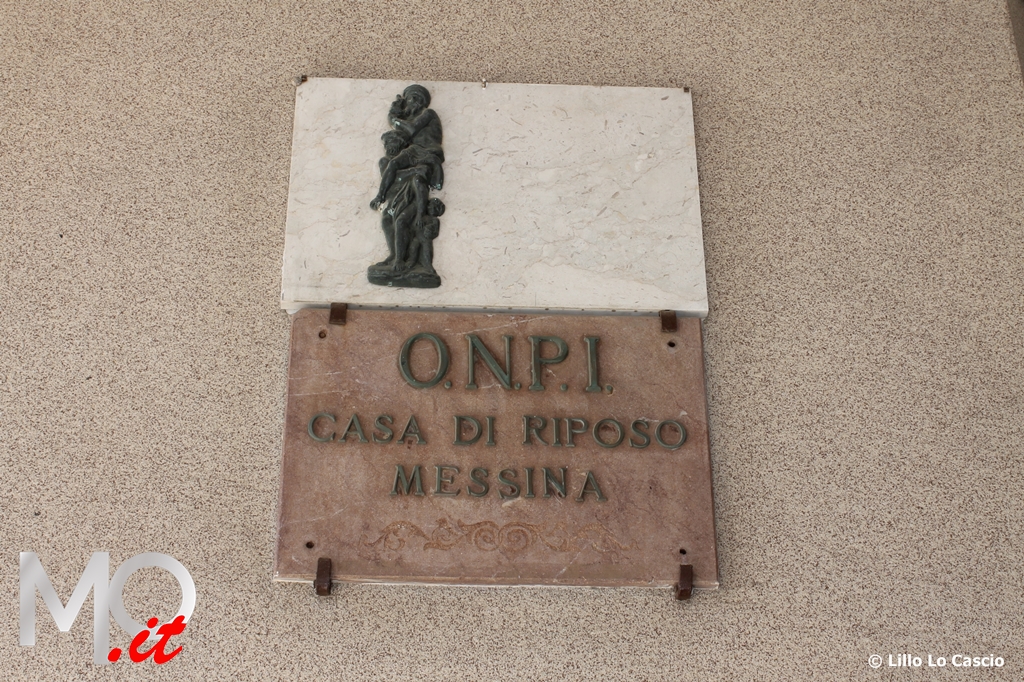 O.N.P.I.
CASA DI RIPOSO
MESSINA
MO.it
© Lillo Lo Cascio